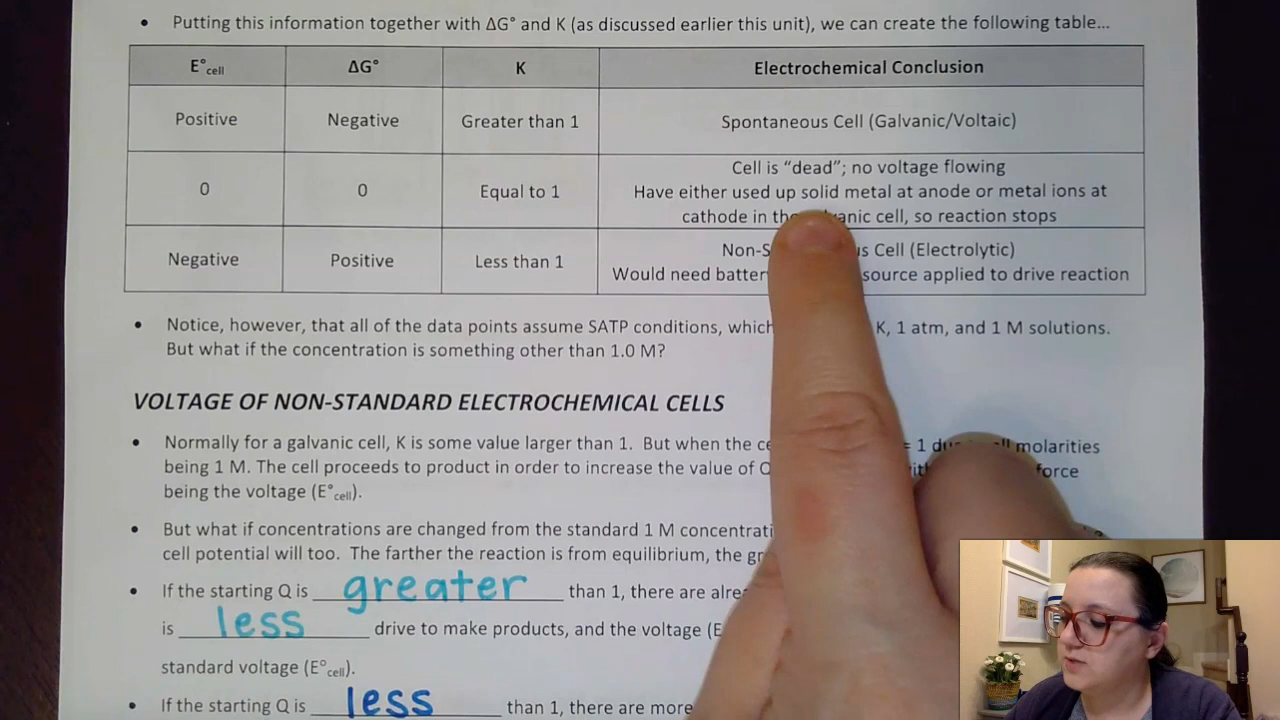 • Putting this information together with ΔG° and K (as discussed earlier this unit), we can create the following table...
E°cell ΔG° K Electrochemical Conclusion
Positive Negative Greater than 1 Spontaneous Cell (Galvanic/Voltaic)
Cell is “dead”; no voltage flowing
0 0 Equal to 1 Have either used up solid metal at anode or metal ions at
cathode in cell, so reaction stops
Negative Positive Less than 1 Cell (Electrolytic)
Would need source applied to drive reaction
• Notice, however, that all of the data points assume SATP conditions, K, 1 atm, and 1 M solutions.
But what if the concentration is something other than 1.0 M?
VOLTAGE OF NON-STANDARD ELECTROCHEMICAL CELLS
• Normally for a galvanic cell, K is some value larger than 1. But when the = 1 molarities
being 1 M. The cell proceeds to product in order to increase the value of force
being the voltage (E°cell).
• But what if concentrations are changed from the standard 1 M
cell potential will too. The farther the reaction is from equilibrium, the
• If the starting Q is greater than 1, there are
is less drive to make products, and the voltage
standard voltage (E°cell).
• If the starting Q is less than 1, there are more